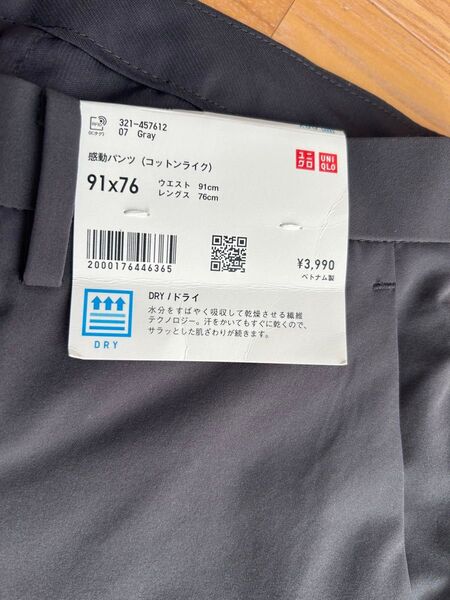 321-457612
07 Gray
感動パンツ (コットンライク)
ユニ
クロ
UNI
QLO
91x76
ウエスト 91cm
レングス 76cm
2000176446365
¥3,990
ベトナム製
DRY/ドライ
水分をすばやく吸収して乾燥させる繊維
テクノロジー。汗をかいてもすぐに乾くので、
サラッとした肌ざわりが続きます。
DRY